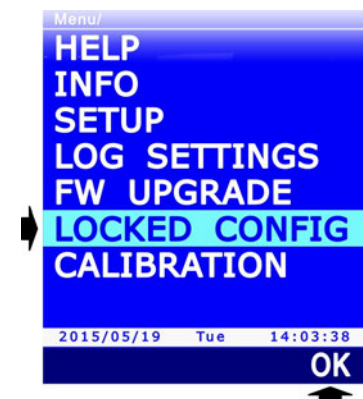 Menu/
HELP
INFO
SETUP
LOG SETTINGS
FW UPGRADE
LOCKED CONFIG
CALIBRATION
2015/05/19 Tue 14:03:38
OK